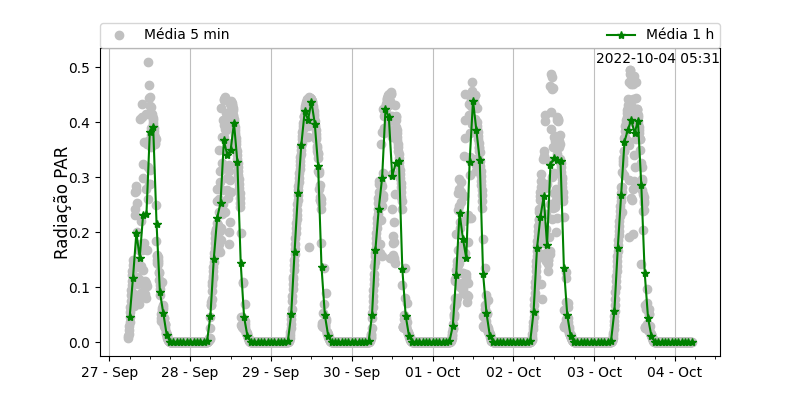 Média 5 min
Média 1 h
2022-10-04 05:31
Radiação PAR
0.5
0.4
0.3
0.2
0.1
0.0
27 - Sep
28 - Sep
29 - Sep
30 - Sep
01 - Oct
02 - Oct
03 - Oct
04 - Oct